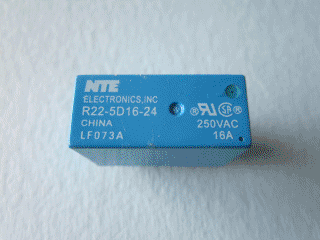 NTE
ELECTRONICS,INC
R22-5D16-24
CHINA
LF073A
250VAC
16A